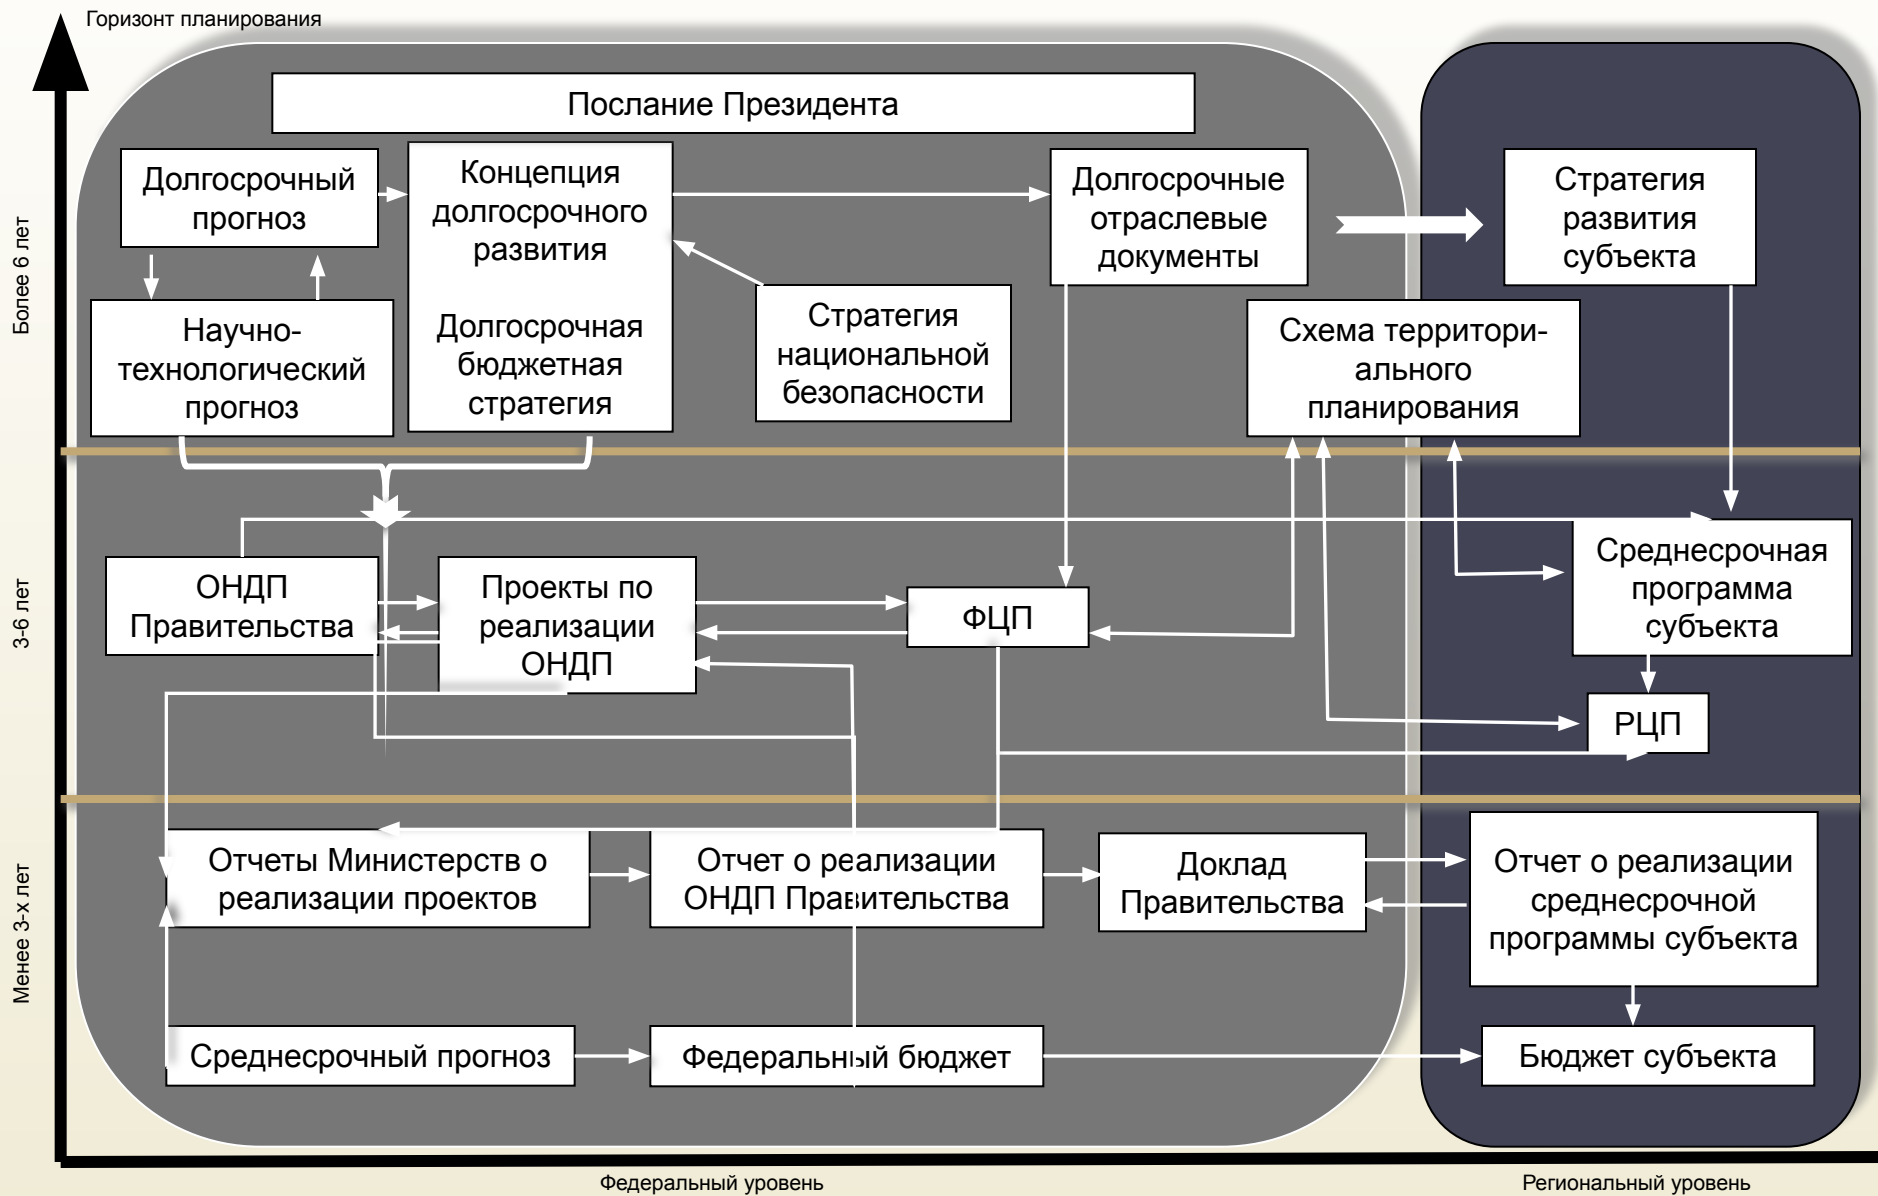 Горизонт планирования
Послание Президента
Долгосрочный
прогноз
Концепция
долгосрочного
развития
Долгосрочная
бюджетная
стратегия
Долгосрочные
отраслевые
документы
Стратегия
развития
субъекта
Более 6 лет
Научно-
технологический
прогноз
Стратегия
национальной
безопасности
Схема территори-
ального
планирования
3-6 лет
ОНДП
Правительства
Проекты по
реализации
ОНДП
ФЦП
Среднесрочная
программа
субъекта
РЦП
Менее 3-х лет
Отчеты Министерств о
реализации проектов
Отчет о реализации
ОНДП Правительства
Доклад
Правительства
Отчет о реализации
среднесрочной
программы субъекта
Среднесрочный прогноз
Федеральный бюджет
Бюджет субъекта
Федеральный уровень
Региональный уровень